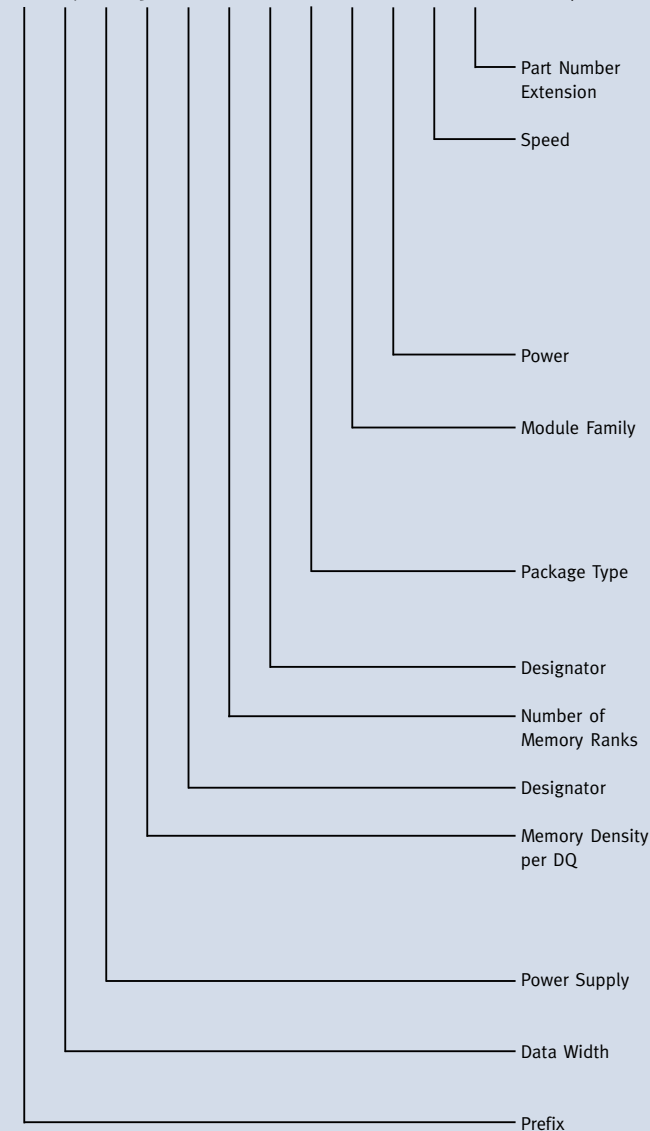 Part Number
Extension
Speed
Power
Module Family
Package Type
Designator
Number of
Memory Ranks
Designator
Memory Density
per DQ
Power Supply
Data Width
Prefix